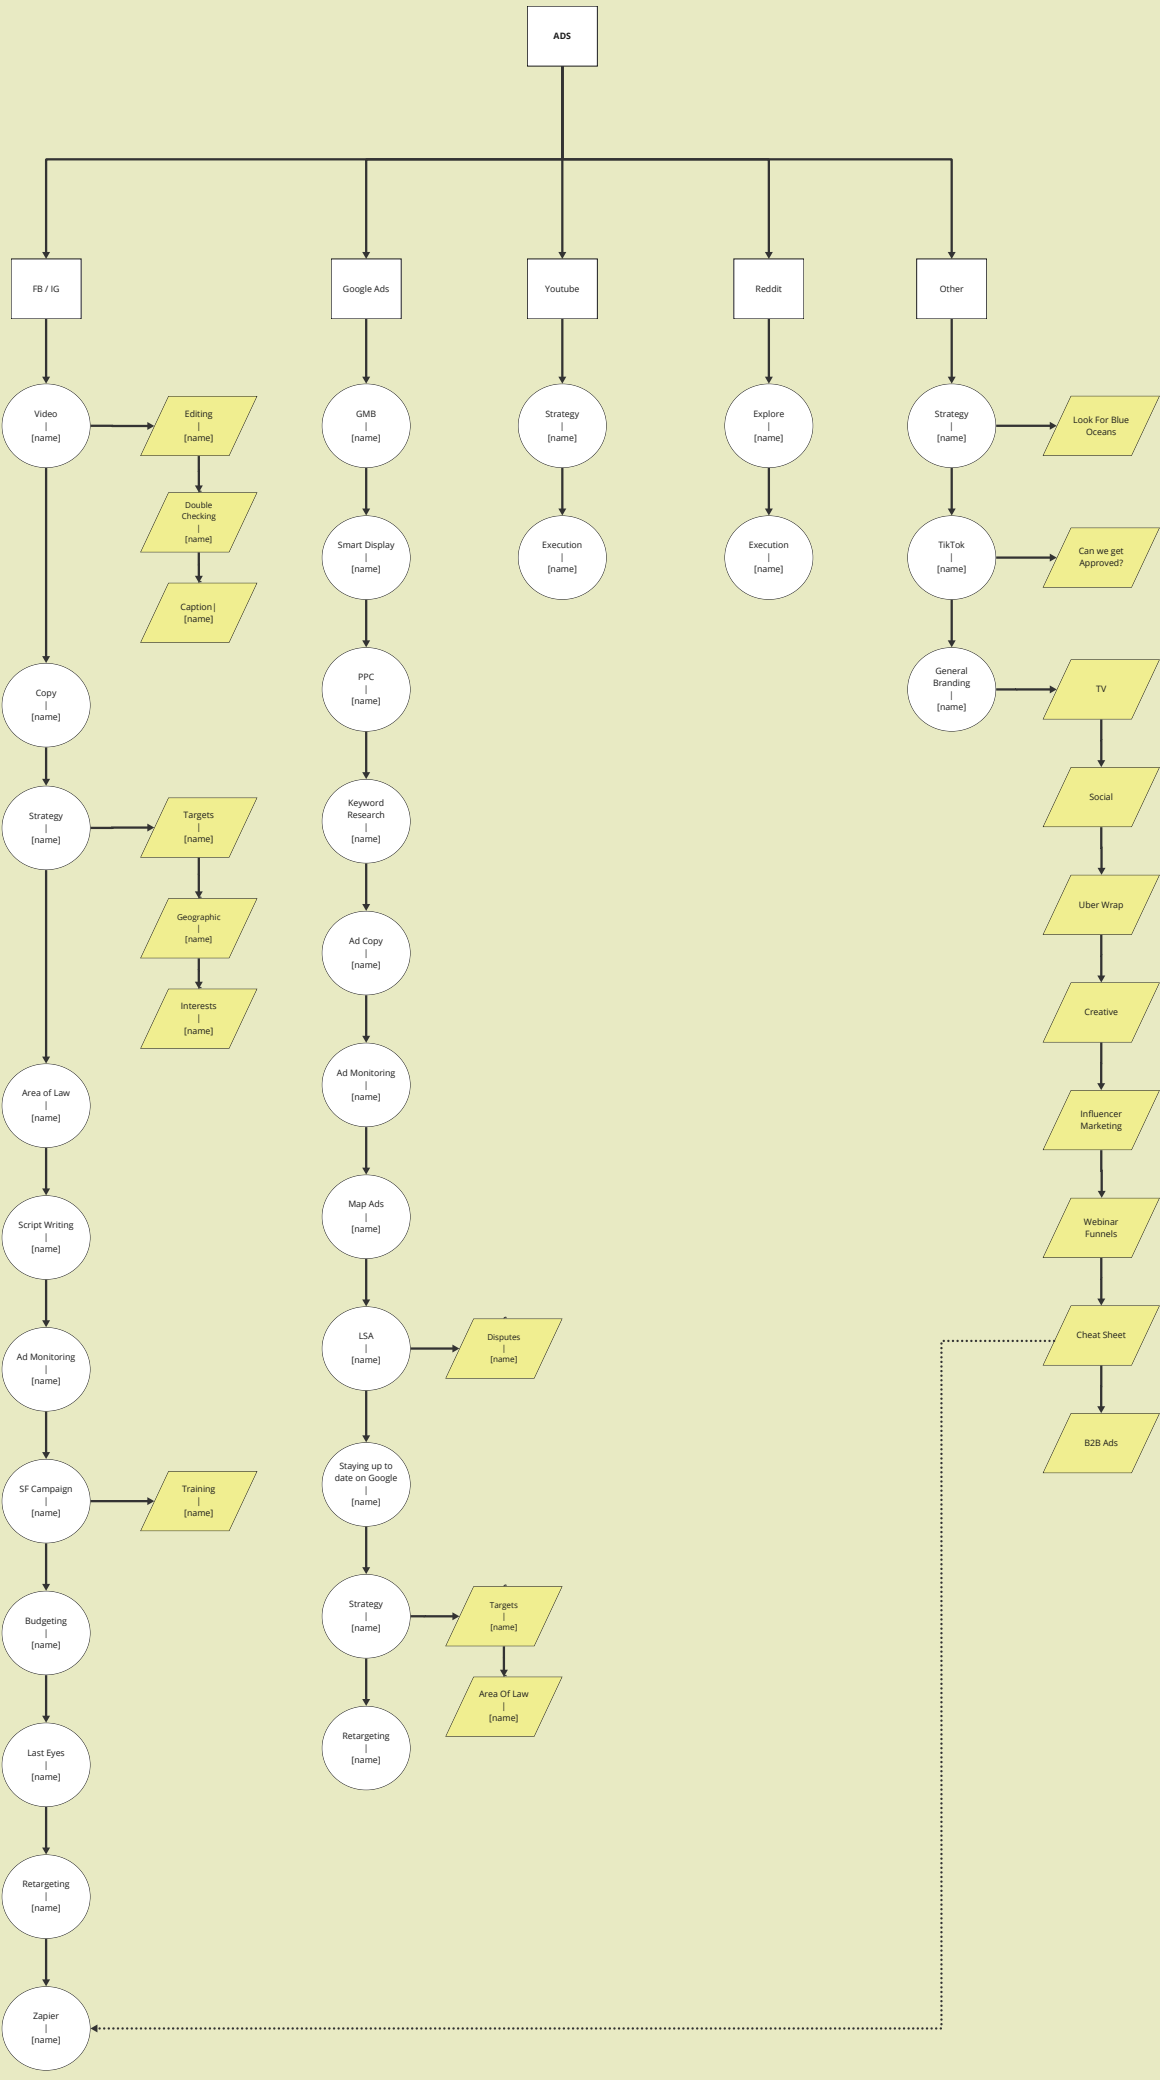 ADS
FB / IG
Google Ads
Youtube
Reddit
Other
Video
|
[name]
Editing
|
[name]
Double
Checking
|
[name]
Caption|
[name]
Copy
|
[name]
Strategy
|
[name]
Targets
|
[name]
Geographic
|
[name]
Interests
|
[name]
Area of Law
|
[name]
Script Writing
|
[name]
Ad Monitoring
|
[name]
SF Campaign
|
[name]
Training
|
[name]
Budgeting
|
[name]
Last Eyes
|
[name]
Retargeting
|
[name]
Zapier
|
[name]
GMB
|
[name]
Smart Display
|
[name]
PPC
|
[name]
Keyword
Research
|
[name]
Ad Copy
|
[name]
Ad Monitoring
|
[name]
Map Ads
|
[name]
LSA
|
[name]
Disputes
|
[name]
Staying up to
date on Google
|
[name]
Strategy
|
[name]
Targets
|
[name]
Area Of Law
|
[name]
Retargeting
|
[name]
Strategy
|
[name]
Execution
|
[name]
Explore
|
[name]
Execution
|
[name]
Strategy
|
[name]
Look For Blue
Oceans
TikTok
|
[name]
Can we get
Approved?
General
Branding
|
[name]
TV
Social
Uber Wrap
Creative
Influencer
Marketing
Webinar
Funnels
Cheat Sheet
B2B Ads